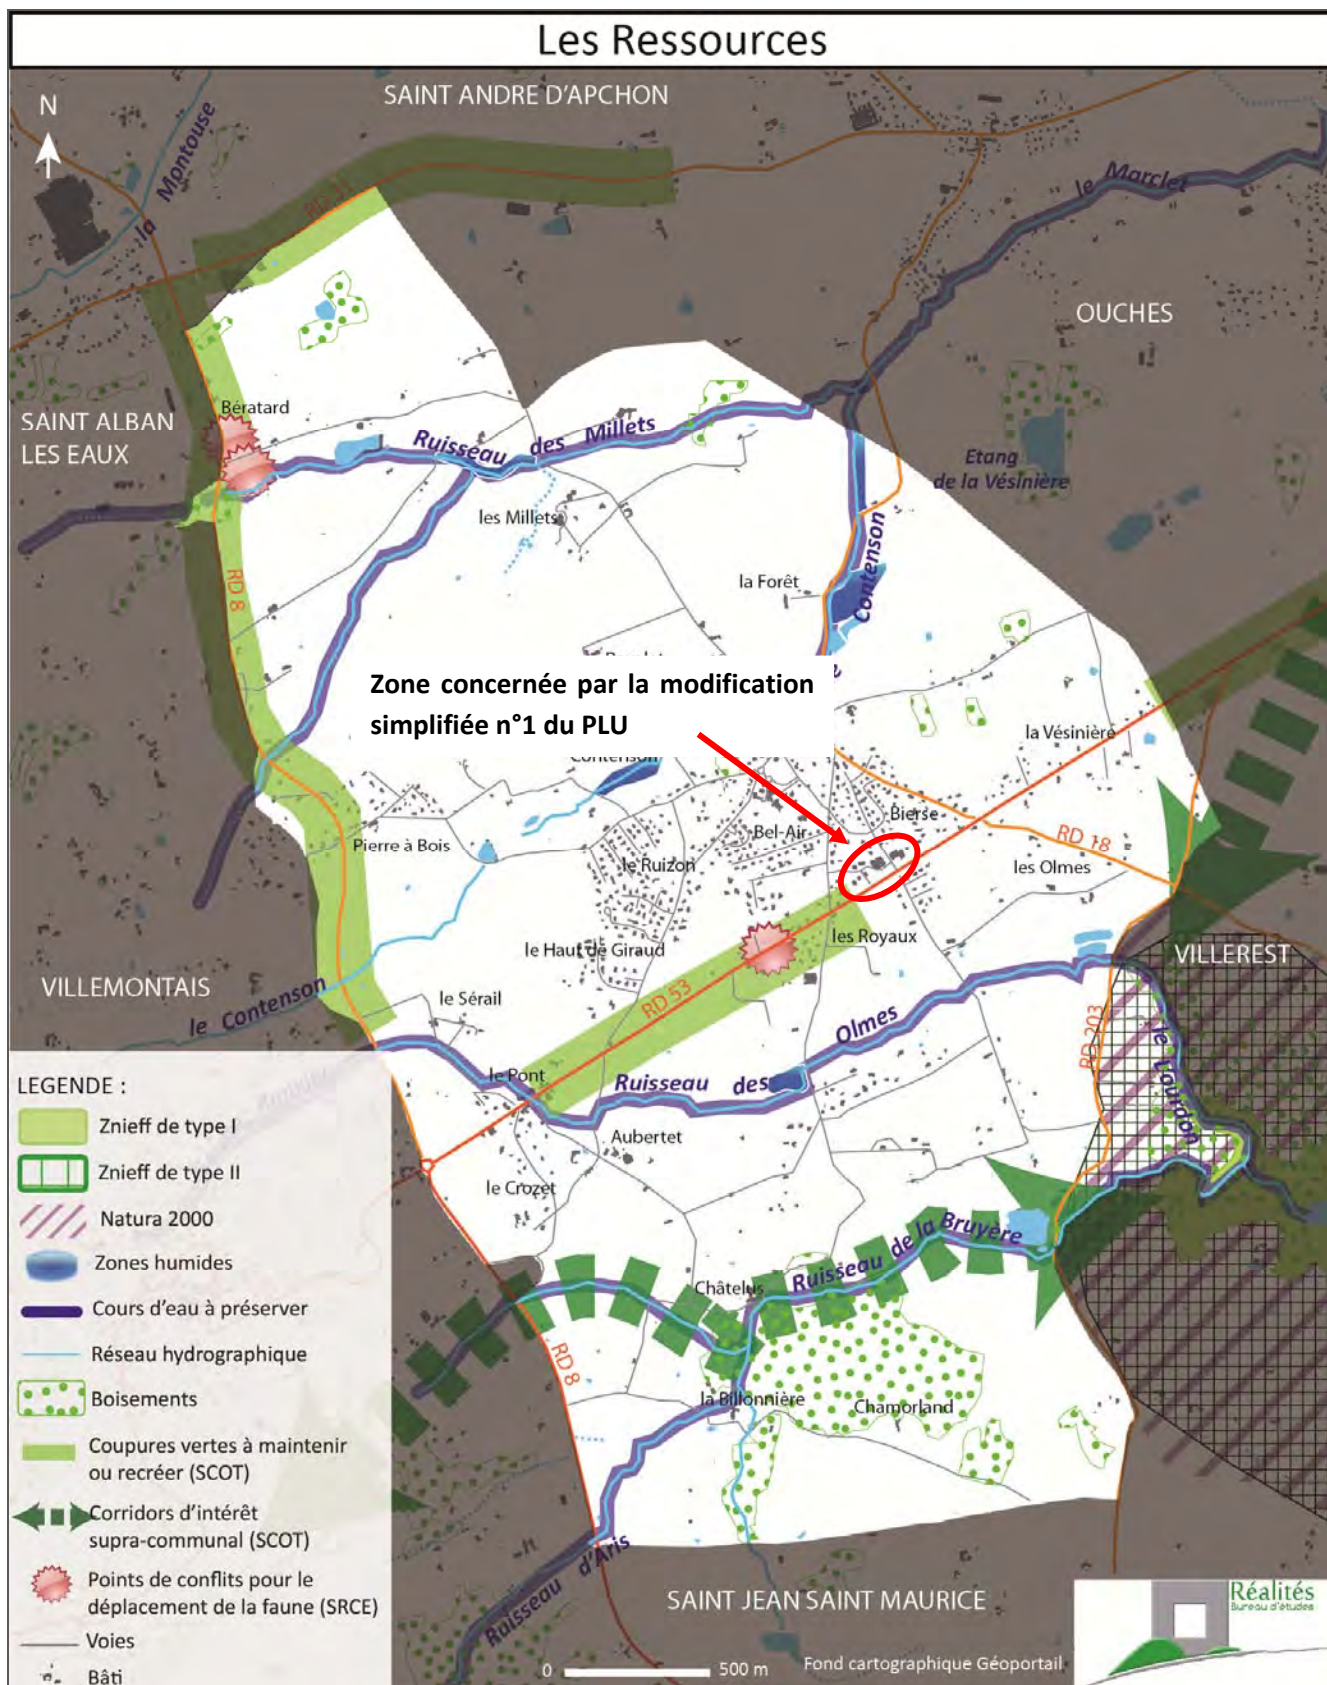 Les Ressources
SAINT ANDRE D'APCHON
N
la Montouse
RD 51
le Marclet
OUCHES
SAINT ALBAN
LES EAUX
Bératard
Ruisseau des Millets
Etang
de la Vésinière
les Millets
la Forêt
Contenson
RD 8
Zone concernée par la modification
simplifiée n°1 du PLU
la Vésinière
Contenson
Bierse
Bel-Air
RD 18
Pierre à Bois
le Ruizon
les Olmes
les Royaux
le Haut de Giraud
VILLEREST
VILLEMONTAIS
le Contenson
le Sérail
RD 53
Olmes
RD 203
le Lourdon
le Pont
Ruisseau des
Aubertet
le Crozet
Ruisseau de la Bruyère
Châtelus
RD 8
la Billonnière
Chamorland
Ruisseau d'Aris
SAINT JEAN SAINT MAURICE
LEGENDE :
Znieff de type I
Znieff de type II
Natura 2000
Zones humides
Cours d'eau à préserver
Réseau hydrographique
Boisements
Coupures vertes à maintenir
ou recréer (SCOT)
Corridors d'intérêt
supra-communal (SCOT)
Points de conflits pour le
déplacement de la faune (SRCE)
Voies
Bâti
0 500 m
Fond cartographique Géoportail
Réalités
Bureau d'études